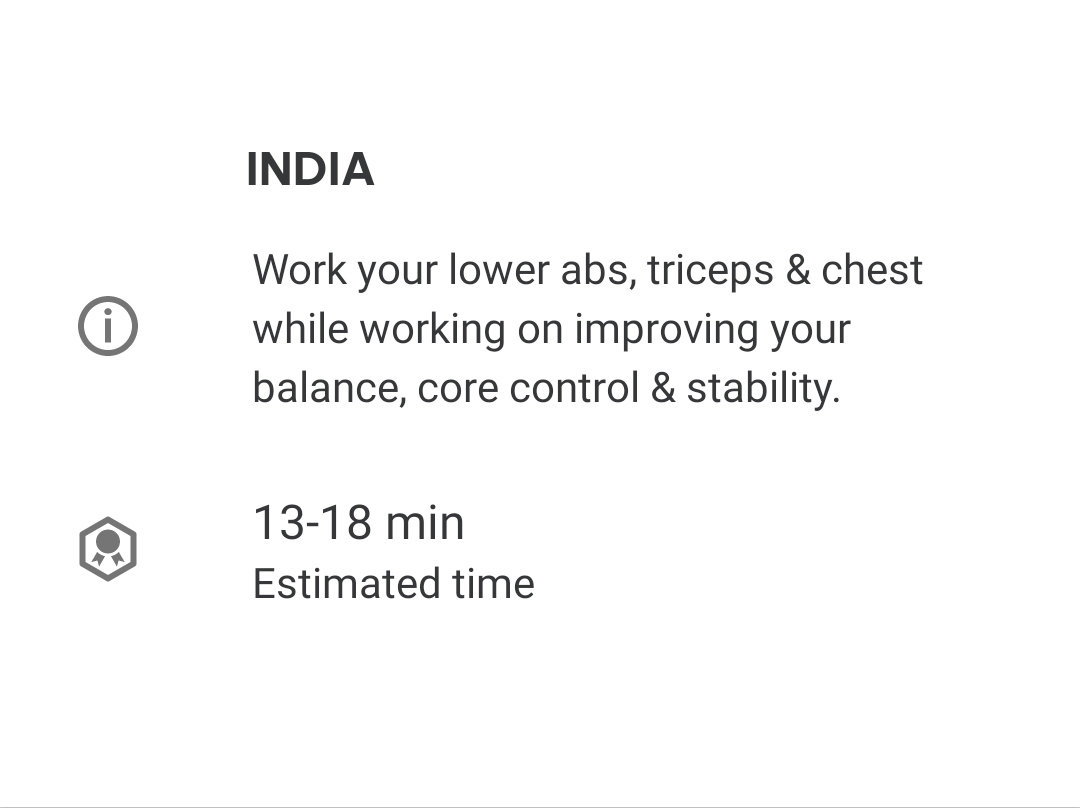 INDIA
Work your lower abs, triceps & chest
while working on improving your
balance, core control & stability.
13-18 min
Estimated time